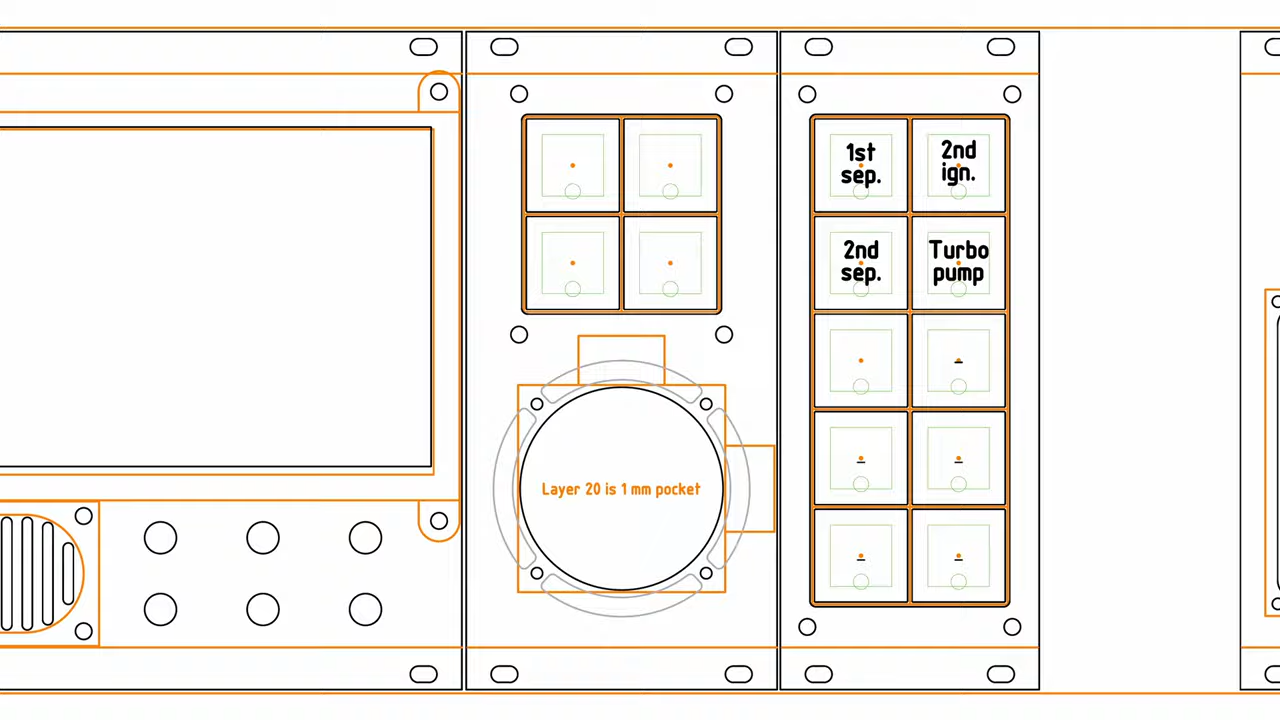 1st
sep.
2nd
ign.
2nd
sep.
Turbo
pump
-
-
-
-
-
Layer 20 is 1 mm pocket